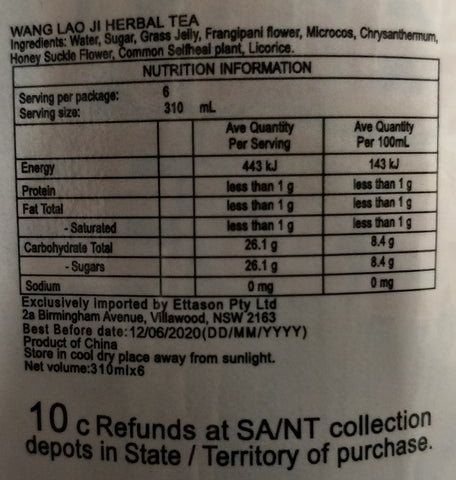 WANG LAO JI HERBAL TEA
Ingredients: Water, Sugar, Grass Jelly, Frangipani flower, Microcos, Chrysanthemum,
Honey Suckle Flower, Common Selfheal plant, Licorice.
NUTRITION INFORMATION
Serving per package: 6
Serving size: 310 mL
Ave Quantity Per Serving Ave Quantity Per 100mL
Energy 443 kJ 143 kJ
Protein less than 1 g less than 1 g
Fat Total less than 1 g less than 1 g
- Saturated less than 1 g less than 1 g
Carbohydrate Total 26.1 g 8.4 g
- Sugars 26.1 g 8.4 g
Sodium 0 mg 0 mg
Exclusively imported by Ettason Pty Ltd
2a Birmingham Avenue, Villawood, NSW 2163
Best Before date:12/06/2020(DD/MM/YYYY)
Product of China
Store in cool dry place away from sunlight.
Net volume:310mlx6
10 c Refunds at SA/NT collection
depots in State / Territory of purchase.